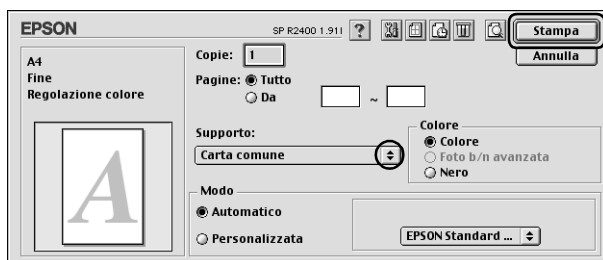 EPSON
SP R2400 1.91I
?
Stampa
Annulla
A4
Fine
Regolazione colore
A
Copie: 1
Pagine: Tutto
Da ~
Supporto:
Carta comune
Colore
Colore
Foto b/n avanzata
Nero
Modo
Automatico
Personalizzata
EPSON Standard ...